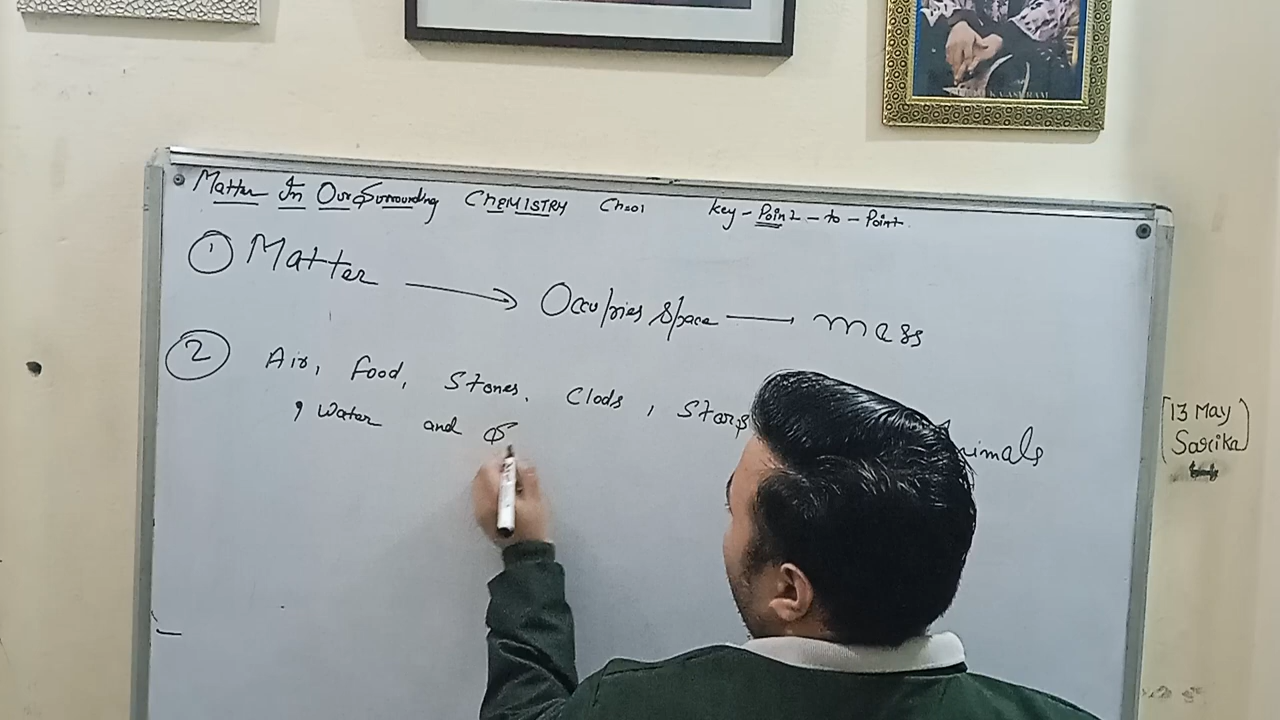 Matter In Our Surrounding CHEMISTRY Ch=01 Key-Point-to-Point.
① Matter → Occupies Space — mass
② Air, food, Stones, Clods, Stars
, Water and
[13 May
Sarika]